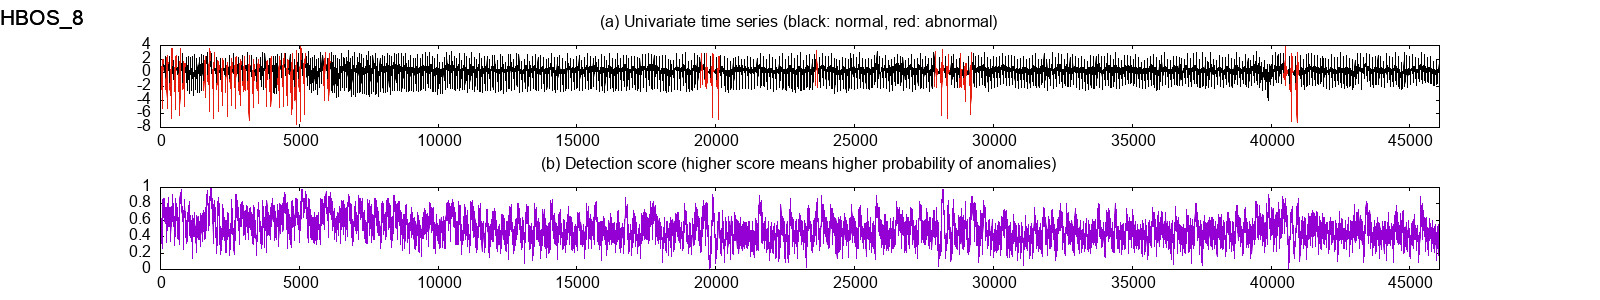 HBOS_8
(a) Univariate time series (black: normal, red: abnormal)
4
2
0
-2
-4
-6
-8
0 5000 10000 15000 20000 25000 30000 35000 40000 45000
(b) Detection score (higher score means higher probability of anomalies)
1
0.8
0.6
0.4
0.2
0
0 5000 10000 15000 20000 25000 30000 35000 40000 45000